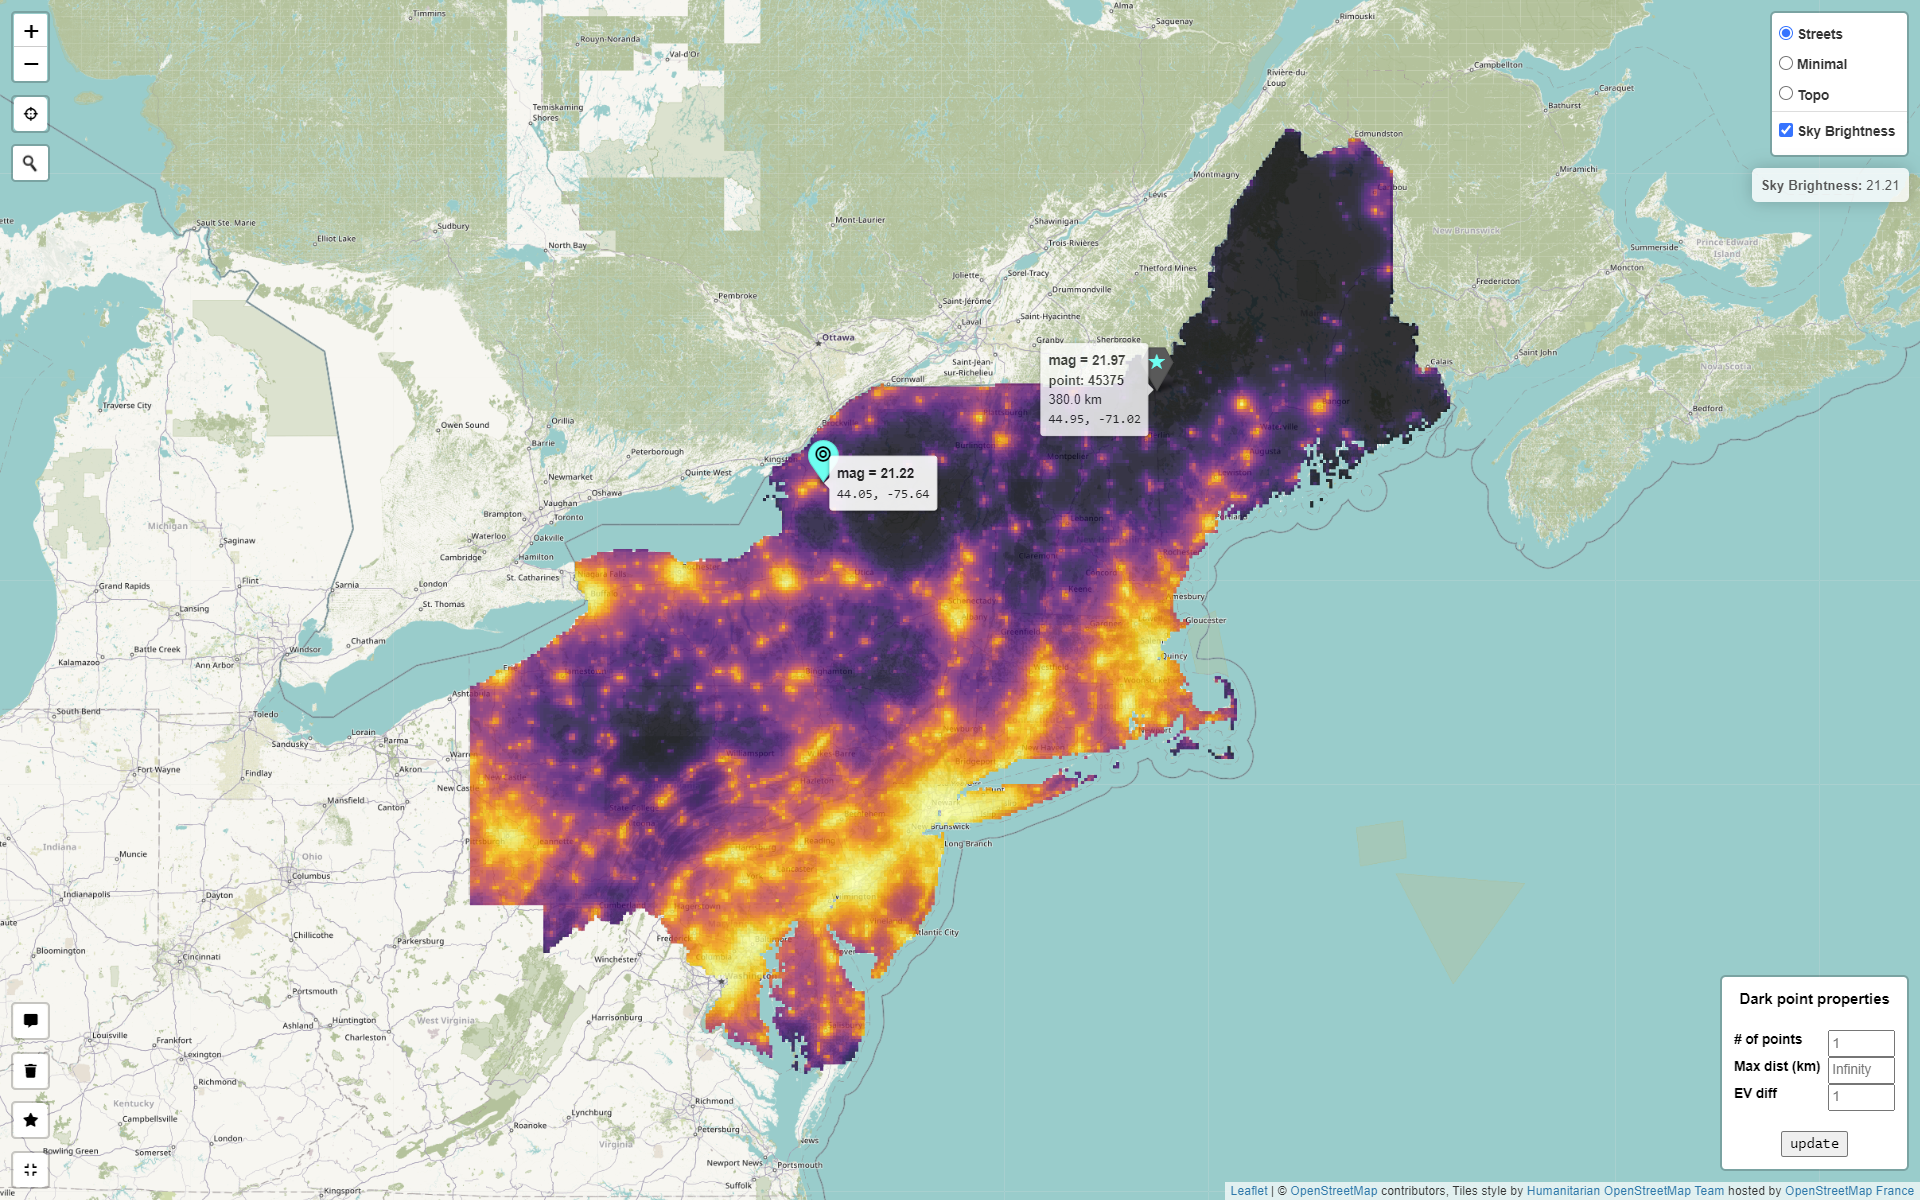 +
−
Streets
Minimal
Topo
Sky Brightness
Sky Brightness: 21.21
mag = 21.97
point: 45375
380.0 km
44.95, -71.02
mag = 21.22
44.05, -75.64
Dark point properties
# of points 1
Max dist (km) Infinity
EV diff 1
update
Timmins
Rouyn-Noranda
Val-d'Or
Temiskaming
Shores
North Bay
Sudbury
Elliot Lake
Sault Ste. Marie
Alma
Saguenay
Rimouski
Rivière-du-
Loup
Campbellton
Bathurst
Caraquet
Edmundston
Miramichi
Montmagny
Lévis
Mont-Laurier
Shawinigan
Trois-Rivières
Thetford Mines
Joliette
Sorel-Tracy
Drummondville
Saint-Jérôme
Saint-Hyacinthe
Laval
Granby
Sherbrooke
Saint-Jean-
sur-Richelieu
Cornwall
Ottawa
Pembroke
New Brunswick
Prince Edward
Island
Summerside
Moncton
Fredericton
Saint John
Calais
Nova Scotia
Bedford
Traverse City
Owen Sound
Orillia
Barrie
Peterborough
Newmarket
Quinte West
Oshawa
Vaughan
Brampton
Toronto
Oakville
Waterloo
Cambridge
Hamilton
St. Catharines
London
St. Thomas
Sarnia
Chatham
Windsor
Michigan
Saginaw
Flint
Grand Rapids
Lansing
Battle Creek
Kalamazoo
Ann Arbor
South Bend
Toledo
Sandusky
Lorain
Parma
Akron
Fort Wayne
Findlay
Mansfield
Canton
Indiana
Ohio
Muncie
Columbus
Indianapolis
Dayton
Bloomington
Cincinnati
Chillicothe
Parkersburg
Winchester
Portsmouth
Harrisonburg
West Virginia
Ashland
Huntington
Charleston
Louisville
Frankfort
Lexington
Richmond
Kentucky
Campbellsville
London
Somerset
Bowling Green
Kingsport
Lynchburg
Roanoke
Virginia
Richmond
Petersburg
Newport News
Portsmouth
Suffolk
Amesbury
Gloucester
Quincy
Long Branch
Atlantic City
Leaflet | © OpenStreetMap contributors, Tiles style by Humanitarian OpenStreetMap Team hosted by OpenStreetMap France